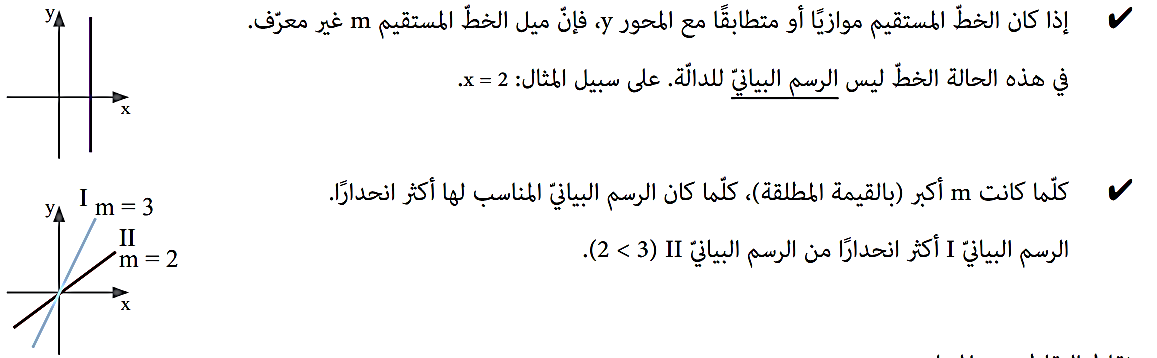 إذا كان الخطّ المستقيم موازيًا أو متطابقًا مع المحور y، فإنّ ميل الخطّ المستقيم m غير معرّف.
في هذه الحالة الخطّ ليس الرسم البيانيّ للدالّة. على سبيل المثال: x = 2.
y
x
كلّما كانت m أكبر (بالقيمة المطلقة)، كلّما كان الرسم البيانيّ المناسب لها أكثر انحدارًا.
الرسم البيانيّ I أكثر انحدارًا من الرسم البيانيّ II (2 < 3).
y
I
m = 3
II
m = 2
x